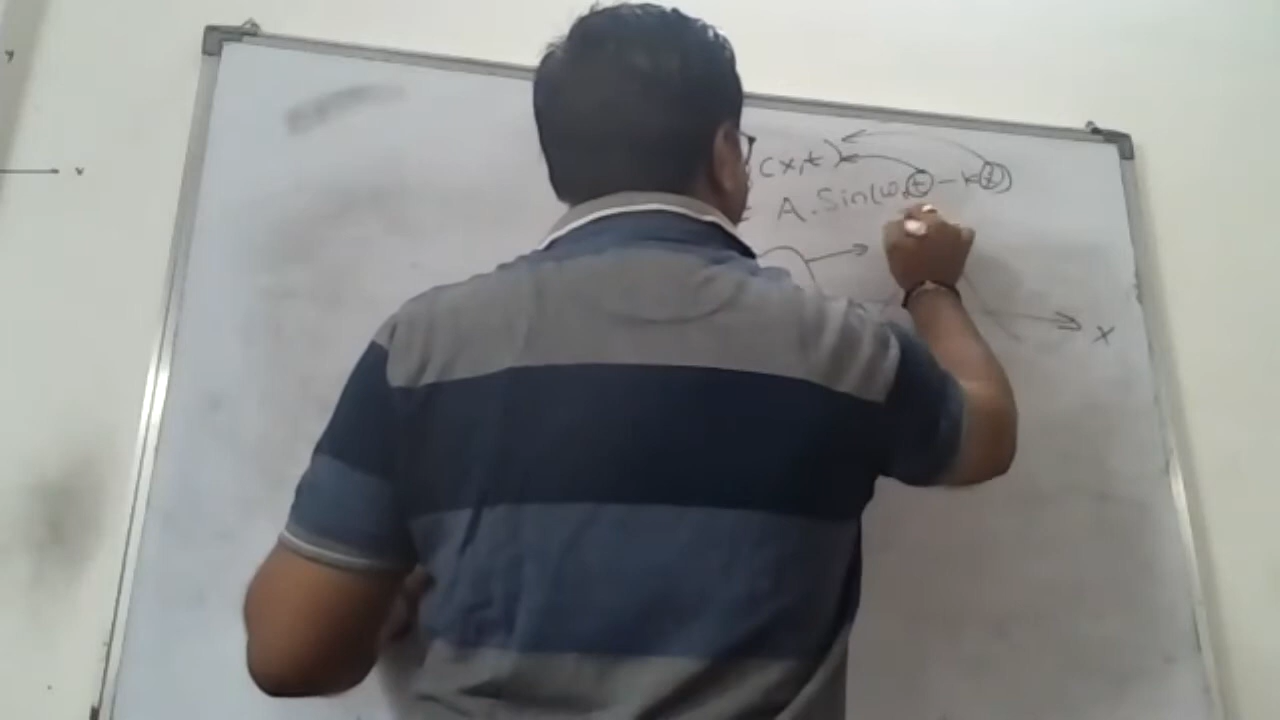 y
(x,t)
= A.Sin(ωt-kx)
x